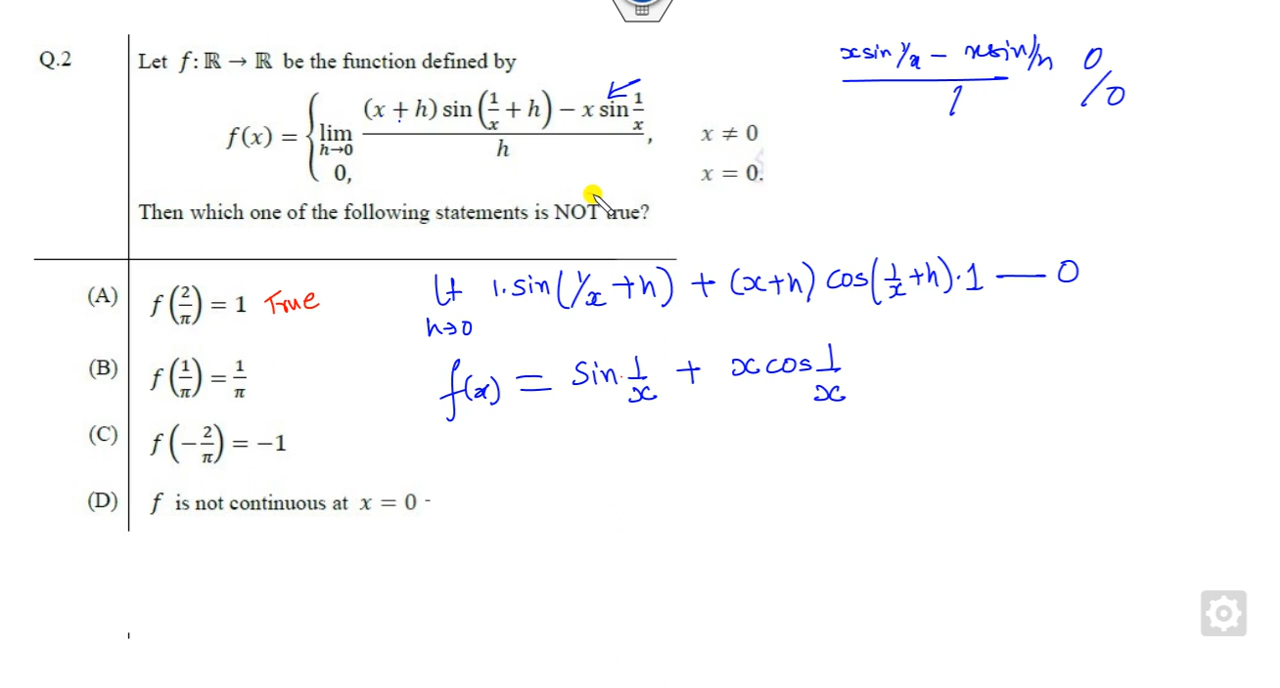 Q.2 Let f: ℝ → ℝ be the function defined by
x sin 1/x − x sin 1/x 0/0
f(x) = { lim h→0 ((x + h) sin (1/x + h) − x sin 1/x) / h, x ≠ 0
0, x = 0.
Then which one of the following statements is NOT true?
(A) f(2/π) = 1 True
Lt h→0 1. sin (1/x + h) + (x+h) cos (1/x + h) . 1 — 0
(B) f(1/π) = 1/π
f(x) = sin 1/x + x cos 1/x
(C) f(−2/π) = −1
(D) f is not continuous at x = 0 -